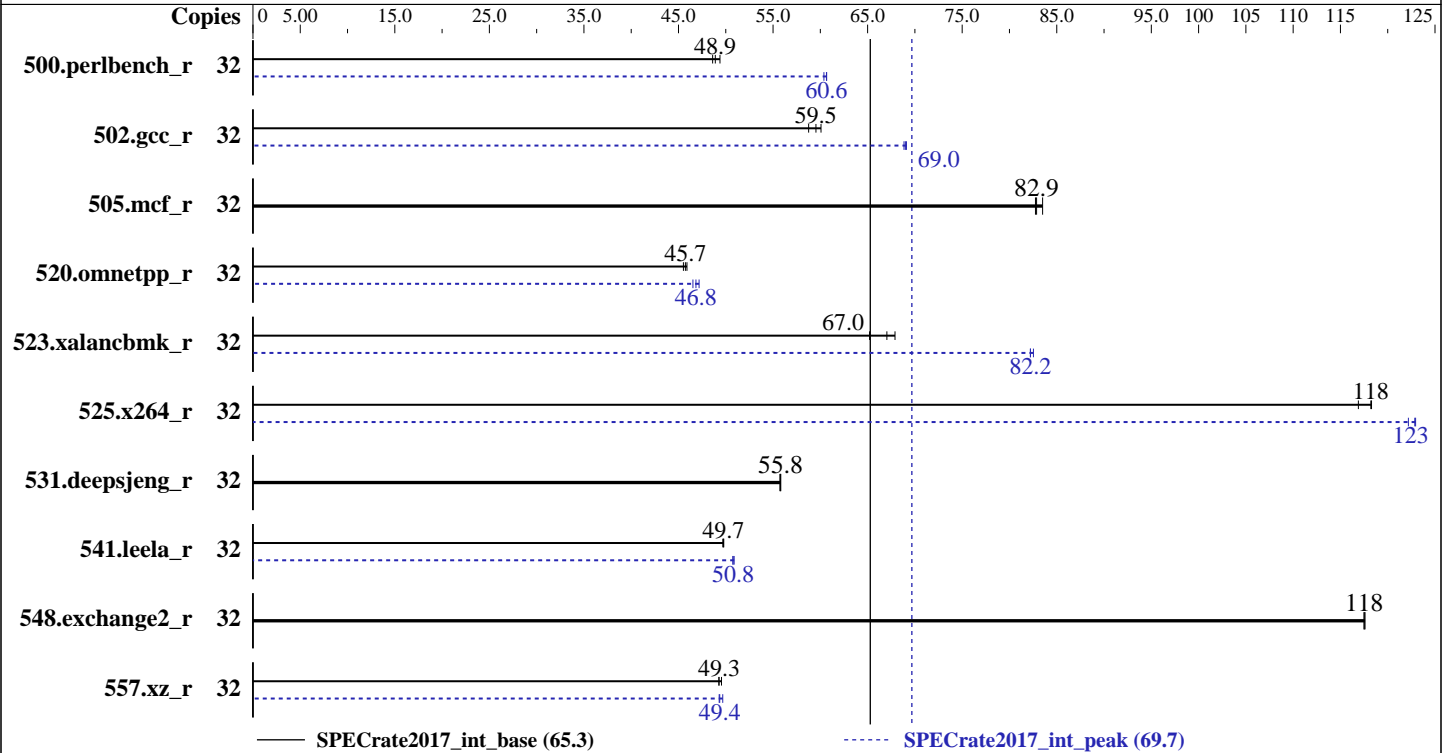 Copies 0 5.00 15.0 25.0 35.0 45.0 55.0 65.0 75.0 85.0 95.0 100 105 110 115 125
48.9
500.perlbench_r 32
60.6
59.5
502.gcc_r 32
69.0
82.9
505.mcf_r 32
45.7
520.omnetpp_r 32
46.8
67.0
523.xalancbmk_r 32
82.2
118
525.x264_r 32
123
55.8
531.deepsjeng_r 32
49.7
541.leela_r 32
50.8
118
548.exchange2_r 32
49.3
557.xz_r 32
49.4
SPECrate2017_int_base (65.3) SPECrate2017_int_peak (69.7)